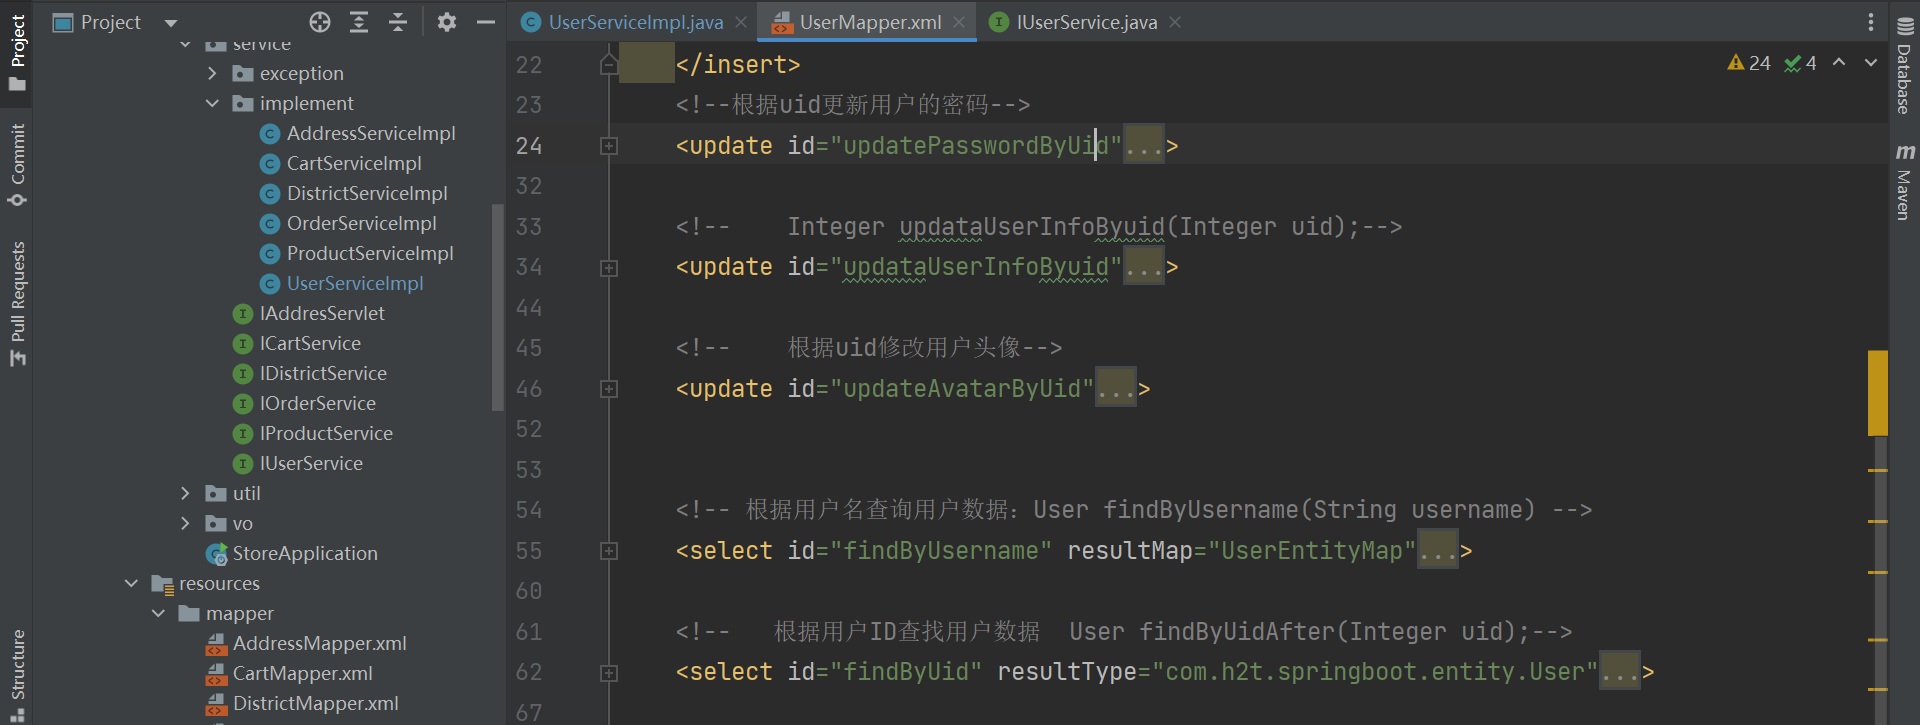 Project
UserServiceImpl.java
UserMapper.xml
IUserService.java
Project
Commit
Pull Requests
Structure
service
exception
implement
AddressServiceImpl
CartServiceImpl
DistrictServiceImpl
OrderServiceImpl
ProductServiceImpl
UserServiceImpl
IAddresServlet
ICartService
IDistrictService
IOrderService
IProductService
IUserService
util
vo
StoreApplication
resources
mapper
AddressMapper.xml
CartMapper.xml
DistrictMapper.xml
24 4
22 </insert>
23 <!--根据uid更新用户的密码-->
24 <update id="updatePasswordByUid"...>
32
33 <!-- Integer updataUserInfoByuid(Integer uid);-->
34 <update id="updataUserInfoByuid"...>
44
45 <!-- 根据uid修改用户头像-->
46 <update id="updateAvatarByUid"...>
52
53
54 <!-- 根据用户名查询用户数据：User findByUsername(String username) -->
55 <select id="findByUsername" resultMap="UserEntityMap"...>
60
61 <!-- 根据用户ID查找用户数据 User findByUidAfter(Integer uid);-->
62 <select id="findByUid" resultType="com.h2t.springboot.entity.User"...>
67
Database
m
Maven